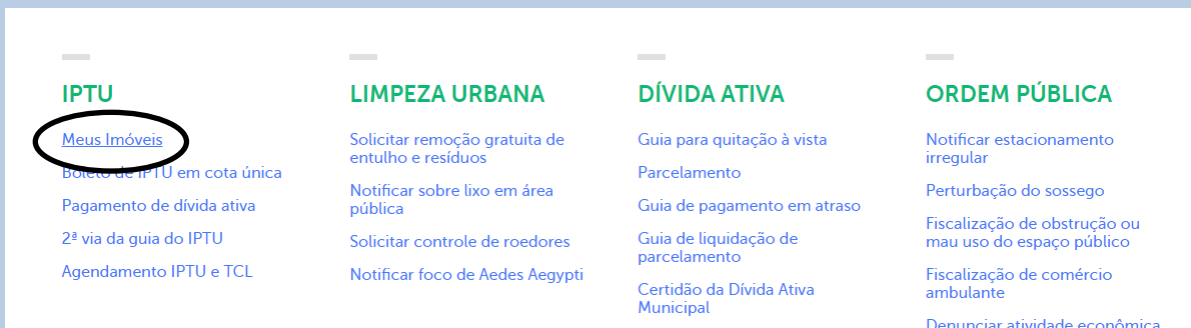 IPTU
Meus Imóveis
Boleto de IPTU em cota única
Pagamento de dívida ativa
2ª via da guia do IPTU
Agendamento IPTU e TCL
LIMPEZA URBANA
Solicitar remoção gratuita de
entulho e resíduos
Notificar sobre lixo em área
pública
Solicitar controle de roedores
Notificar foco de Aedes Aegypti
DÍVIDA ATIVA
Guia para quitação à vista
Parcelamento
Guia de pagamento em atraso
Guia de liquidação de
parcelamento
Certidão da Dívida Ativa
Municipal
ORDEM PÚBLICA
Notificar estacionamento
irregular
Perturbação do sossego
Fiscalização de obstrução ou
mau uso do espaço público
Fiscalização de comércio
ambulante
Denunciar atividade econômica